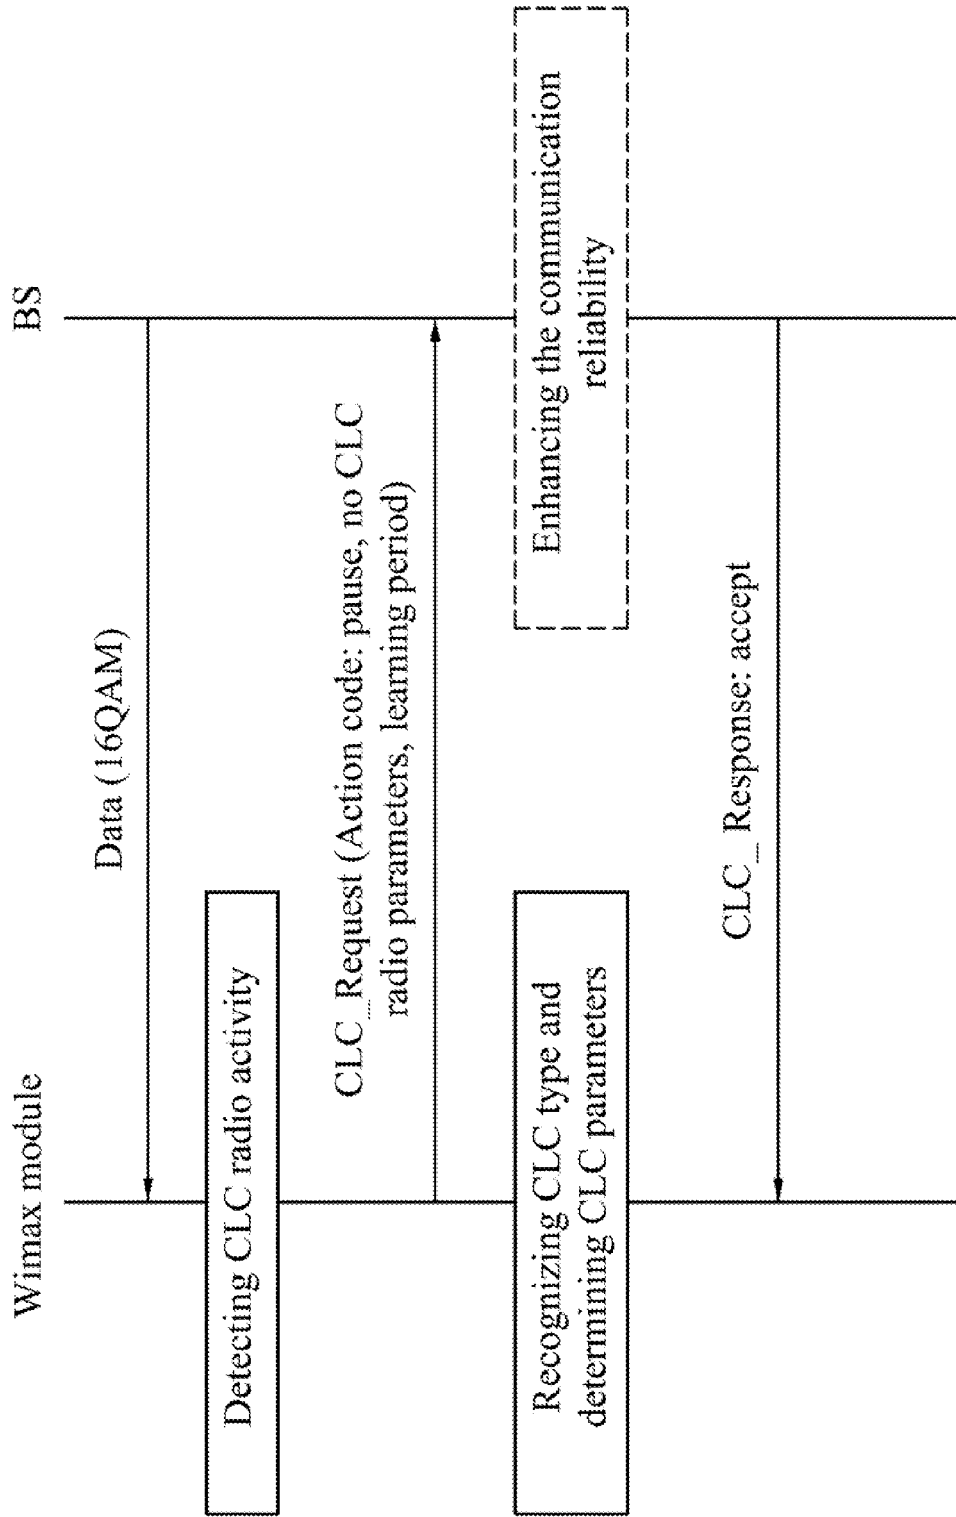 Wimax module
BS
Data (16QAM)
Detecting CLC radio activity
CLC_Request (Action code: pause, no CLC
radio parameters, learning period)
Recognizing CLC type and
determining CLC parameters
Enhancing the communication
reliability
CLC_Response: accept